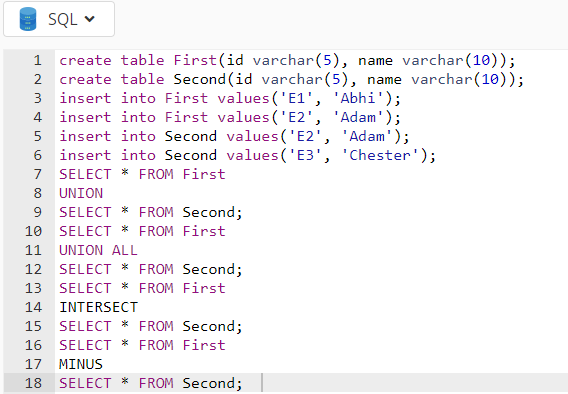 SQL
1 create table First(id varchar(5), name varchar(10));
2 create table Second(id varchar(5), name varchar(10));
3 insert into First values('E1', 'Abhi');
4 insert into First values('E2', 'Adam');
5 insert into Second values('E2', 'Adam');
6 insert into Second values('E3', 'Chester');
7 SELECT * FROM First
8 UNION
9 SELECT * FROM Second;
10 SELECT * FROM First
11 UNION ALL
12 SELECT * FROM Second;
13 SELECT * FROM First
14 INTERSECT
15 SELECT * FROM Second;
16 SELECT * FROM First
17 MINUS
18 SELECT * FROM Second;